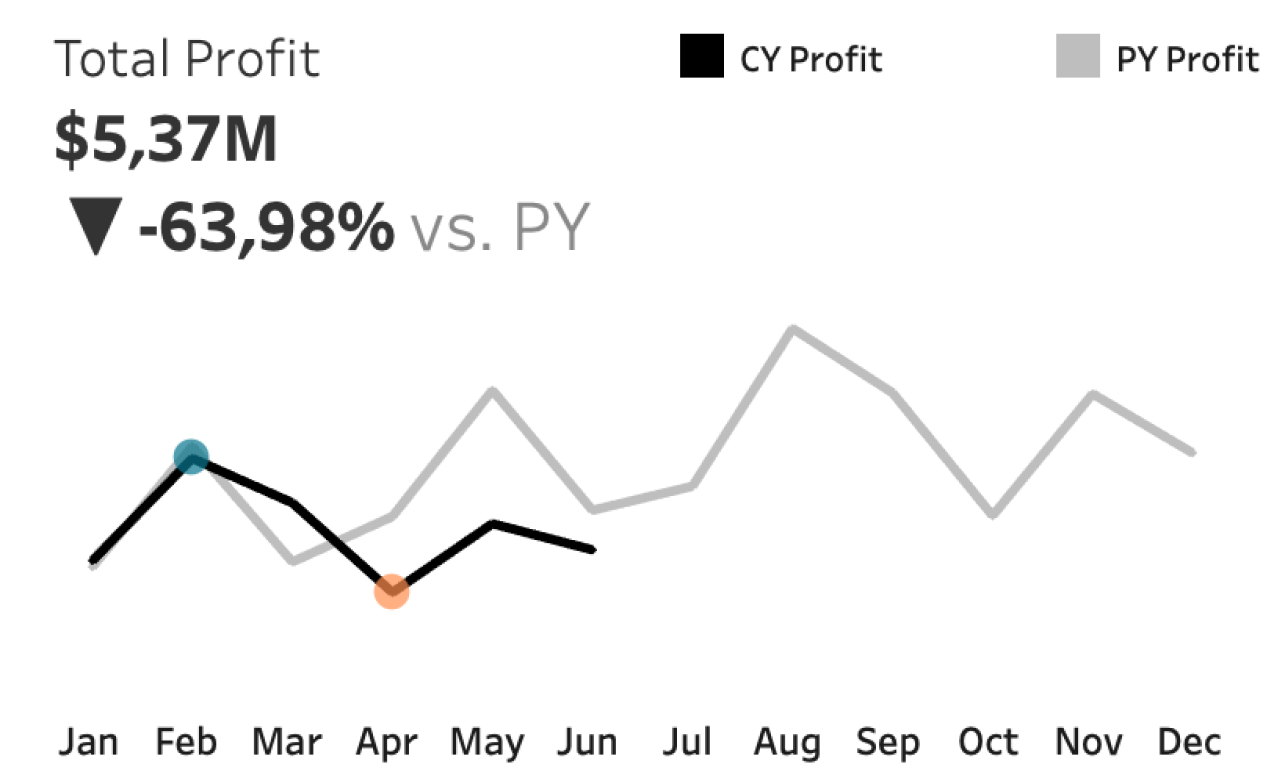 Total Profit
CY Profit
PY Profit
$5,37M
▼ -63,98% vs. PY
Jan Feb Mar Apr May Jun Jul Aug Sep Oct Nov Dec